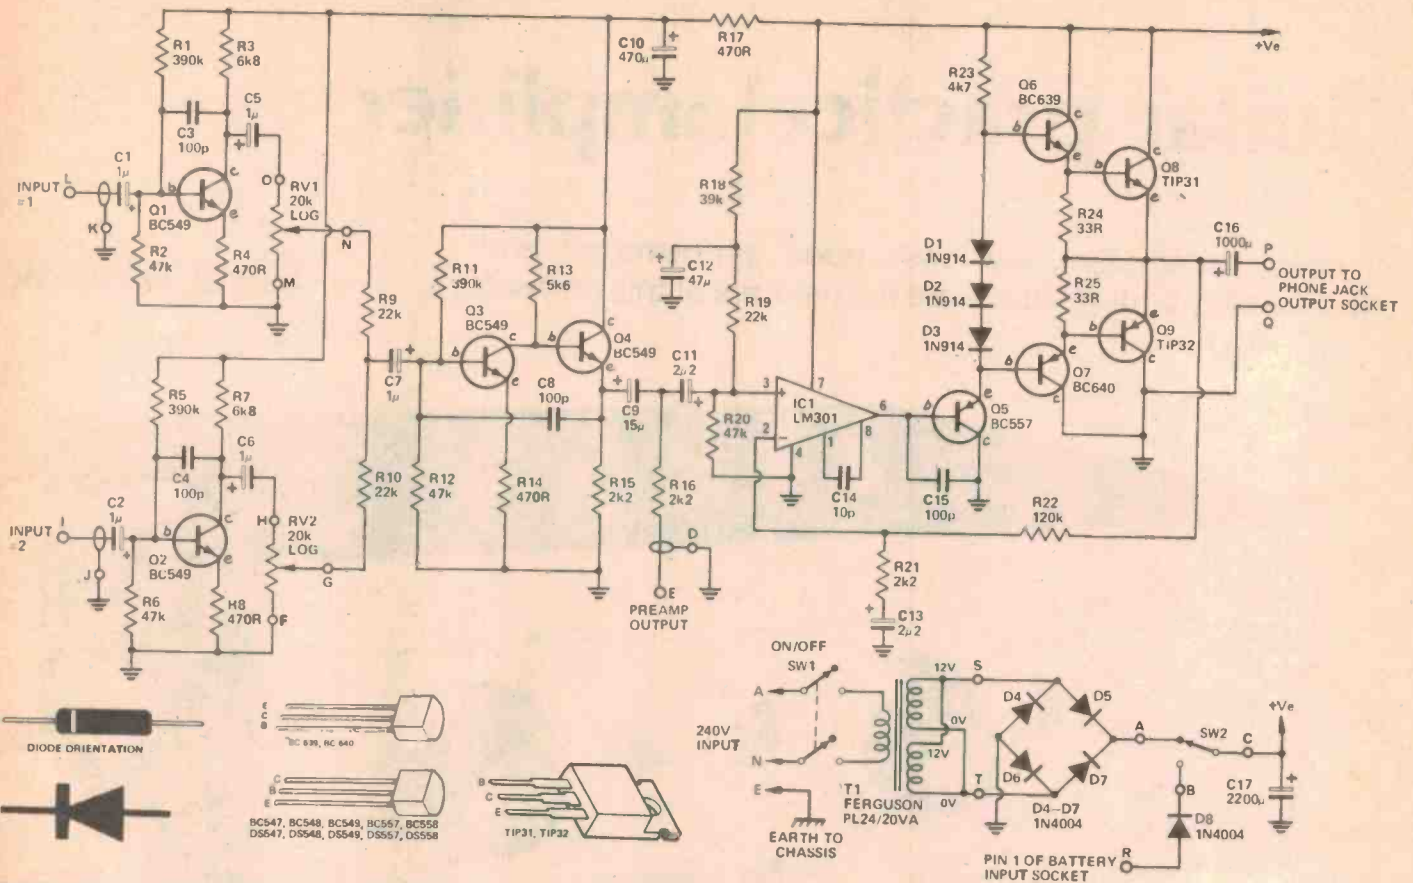 R1
390k
R3
6k8
C5
1µ
C3
100p
C1
1µ
INPUT
#1
L
K
Q1
BC549
b
c
e
R2
47k
R4
470R
O
RV1
20k
LOG
N
M
R5
390k
R7
6k8
C6
1µ
C4
100p
C2
1µ
INPUT
#2
I
J
Q2
BC549
b
c
e
R6
47k
H8
470R
H
RV2
20k
LOG
G
F
R9
22k
R10
22k
C7
1µ
R11
390k
R13
5k6
Q3
BC549
b
c
e
Q4
BC549
b
c
e
C8
100p
R12
47k
R14
470R
R15
2k2
C9
15µ
C11
2µ2
R16
2k2
D
E
PREAMP
OUTPUT
C10
470µ
R17
470R
R18
39k
C12
47µ
R19
22k
R20
47k
3
2
7
6
4
1
8
IC1
LM301
C14
10p
C15
100p
Q5
BC557
b
e
c
R21
2k2
C13
2µ2
R22
120k
R23
4k7
D1
1N914
D2
1N914
D3
1N914
Q6
BC639
b
c
e
Q8
TIP31
b
c
e
R24
33R
R25
33R
Q7
BC640
b
e
c
Q9
TIP32
b
e
c
+Ve
C16
1000µ
P
OUTPUT TO
PHONE JACK
OUTPUT SOCKET
Q
DIODE ORIENTATION
E
C
B
BC 639, BC 640
C
B
E
BC547, BC548, BC549, BC557, BC558
DS547, DS548, DS549, DS557, DS558
B
C
E
TIP31, TIP32
ON/OFF
SW1
A
240V
INPUT
N
E
EARTH TO
CHASSIS
T1
FERGUSON
PL24/20VA
12V
0V
12V
0V
S
T
D4
D5
D6
D7
D4–D7
1N4004
A
SW2
C
B
+Ve
C17
2200µ
D8
1N4004
PIN 1 OF BATTERY
INPUT SOCKET
R